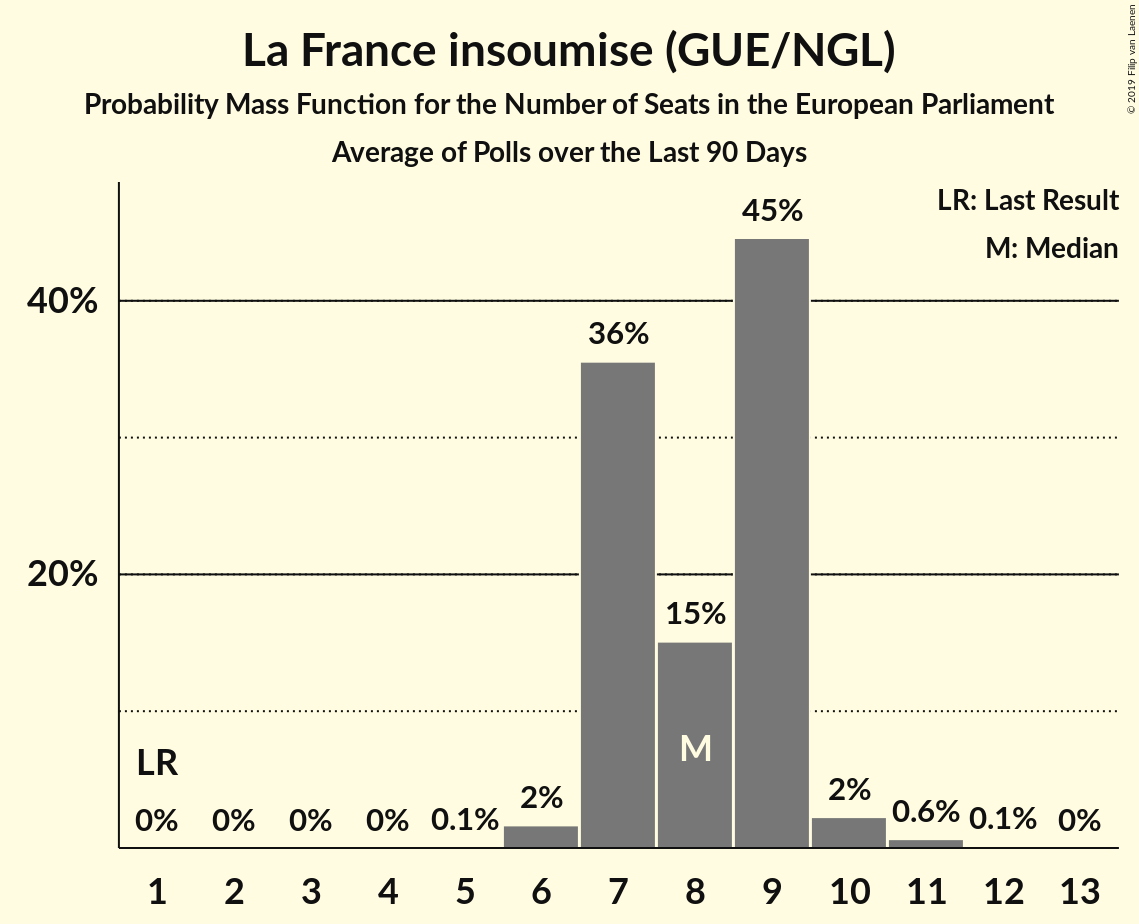 La France insoumise (GUE/NGL)
Probability Mass Function for the Number of Seats in the European Parliament
Average of Polls over the Last 90 Days
© 2019 Filip van Laenen
LR: Last Result
M: Median
45%
40%
36%
20%
15%
M
LR
0% 0% 0% 0% 0.1% 2% 2% 0.6% 0.1% 0%
1 2 3 4 5 6 7 8 9 10 11 12 13